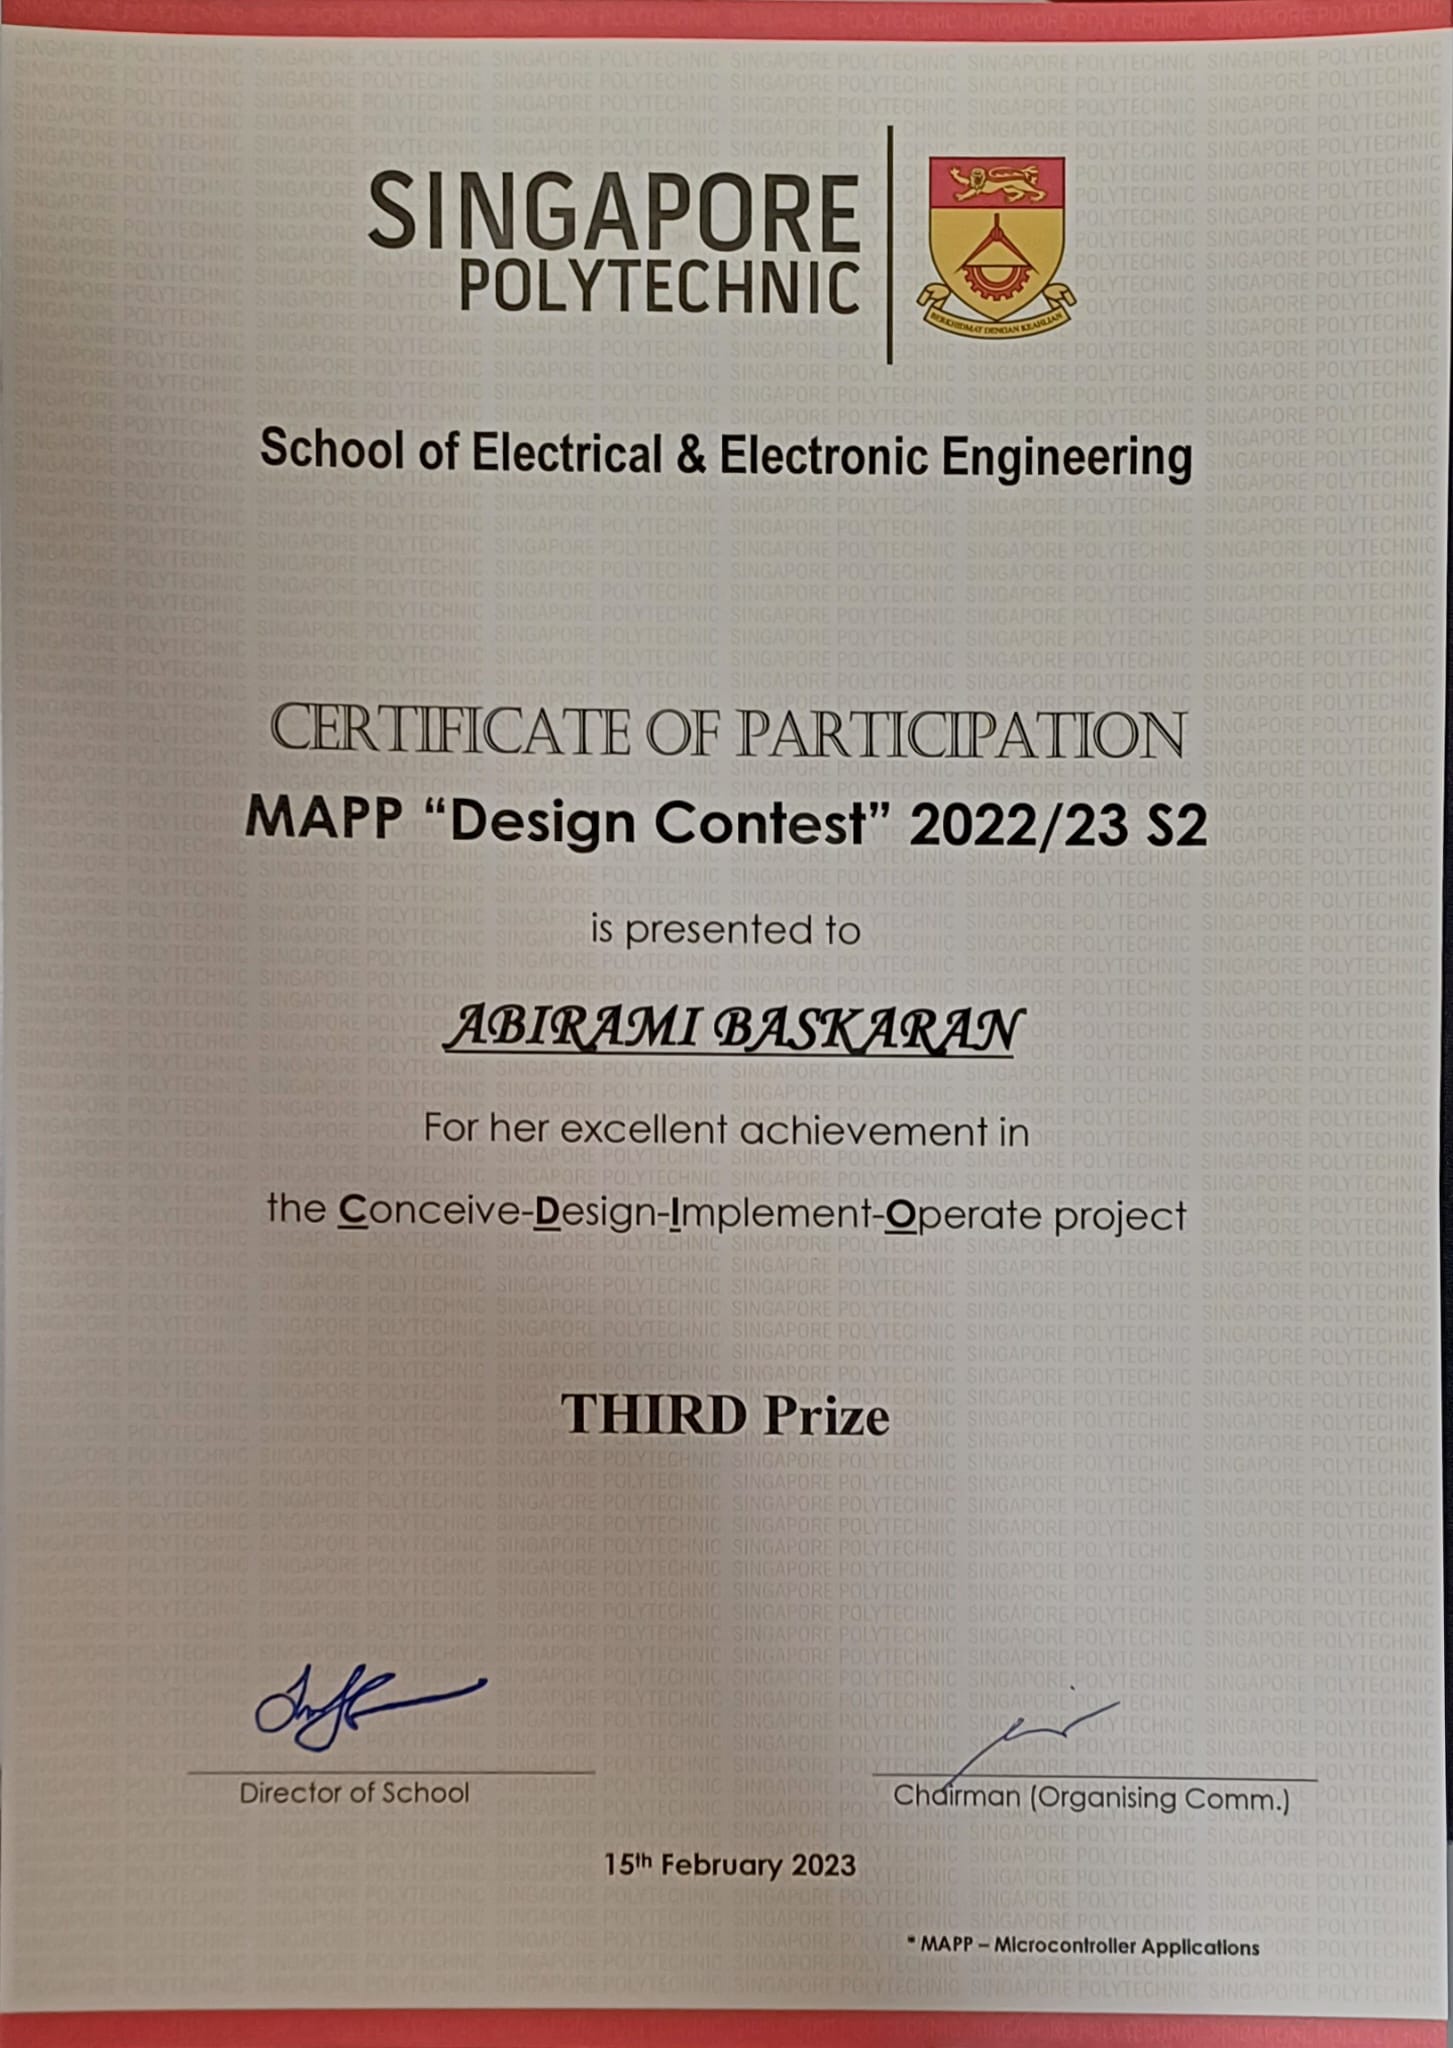 SINGAPORE
POLYTECHNIC
BERKHIDMAT DENGAN KEAHLIAN
School of Electrical & Electronic Engineering
CERTIFICATE OF PARTICIPATION
MAPP “Design Contest” 2022/23 S2
is presented to
ABIRAMI BASKARAN
For her excellent achievement in
the Conceive-Design-Implement-Operate project
THIRD Prize
Director of School
Chairman (Organising Comm.)
15th February 2023
* MAPP – Microcontroller Applications